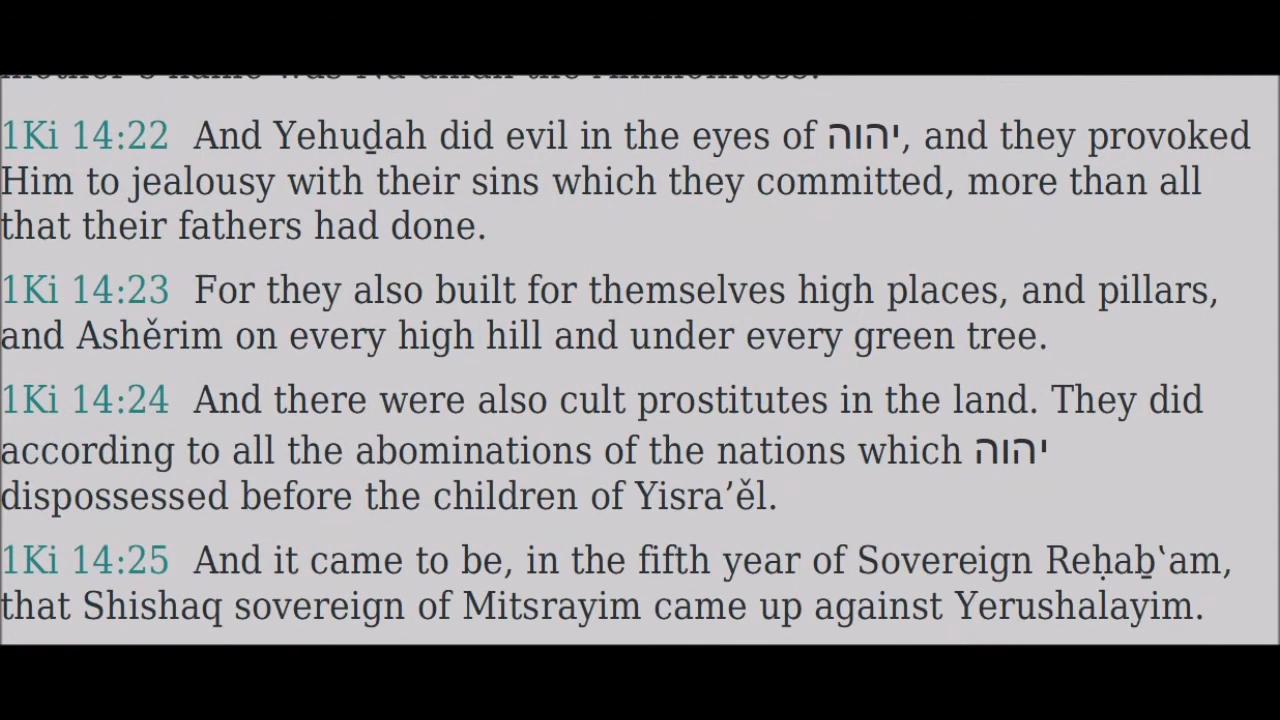 1Ki 14:22 And Yehuḏah did evil in the eyes of יהוה, and they provoked
Him to jealousy with their sins which they committed, more than all
that their fathers had done.
1Ki 14:23 For they also built for themselves high places, and pillars,
and Ashĕrim on every high hill and under every green tree.
1Ki 14:24 And there were also cult prostitutes in the land. They did
according to all the abominations of the nations which יהוה
dispossessed before the children of Yisra’ĕl.
1Ki 14:25 And it came to be, in the fifth year of Sovereign Reḥaḇ‛am,
that Shishaq sovereign of Mitsrayim came up against Yerushalayim.